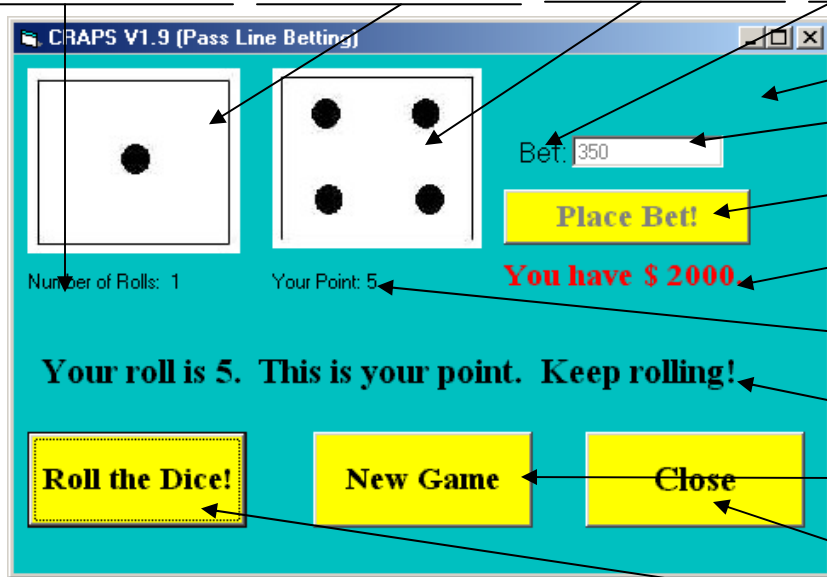 CRAPS V1.9 (Pass Line Betting)
Bet: 350
Place Bet!
Number of Rolls: 1
Your Point: 5
You have $ 2000.
Your roll is 5. This is your point. Keep rolling!
Roll the Dice!
New Game
Close